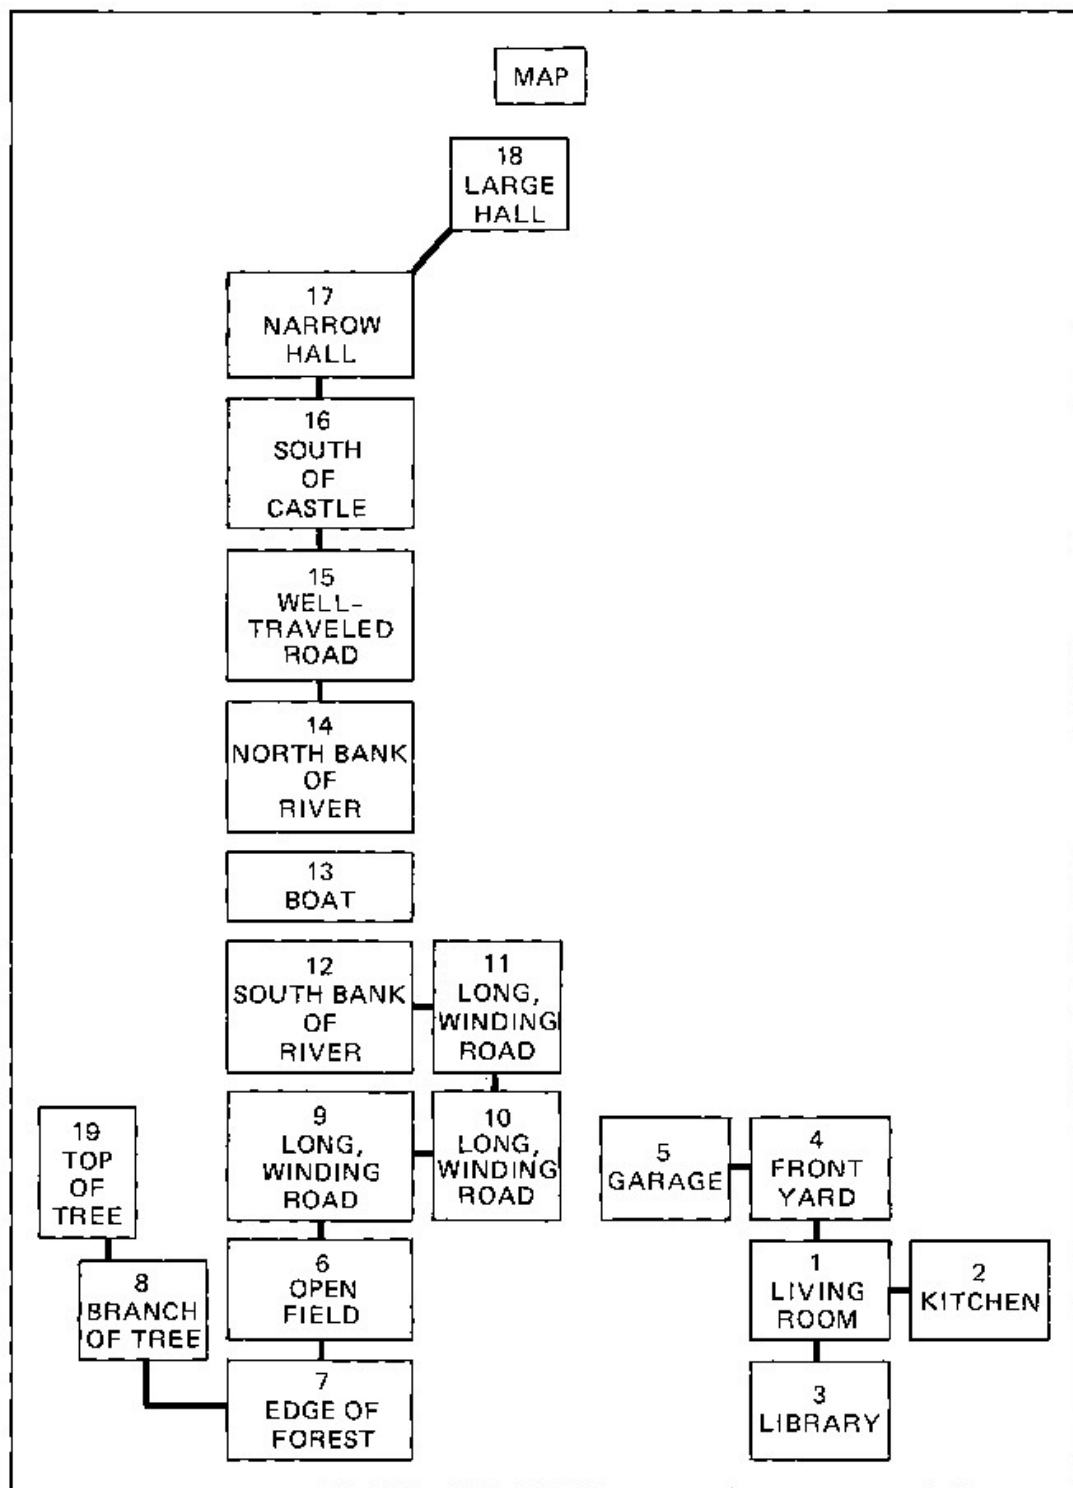 MAP
18
LARGE
HALL
17
NARROW
HALL
16
SOUTH
OF
CASTLE
15
WELL-
TRAVELED
ROAD
14
NORTH BANK
OF
RIVER
13
BOAT
12
SOUTH BANK
OF
RIVER
11
LONG,
WINDING
ROAD
9
LONG,
WINDING
ROAD
10
LONG,
WINDING
ROAD
19
TOP
OF
TREE
5
GARAGE
4
FRONT
YARD
8
BRANCH
OF TREE
6
OPEN
FIELD
1
LIVING
ROOM
2
KITCHEN
7
EDGE OF
FOREST
3
LIBRARY